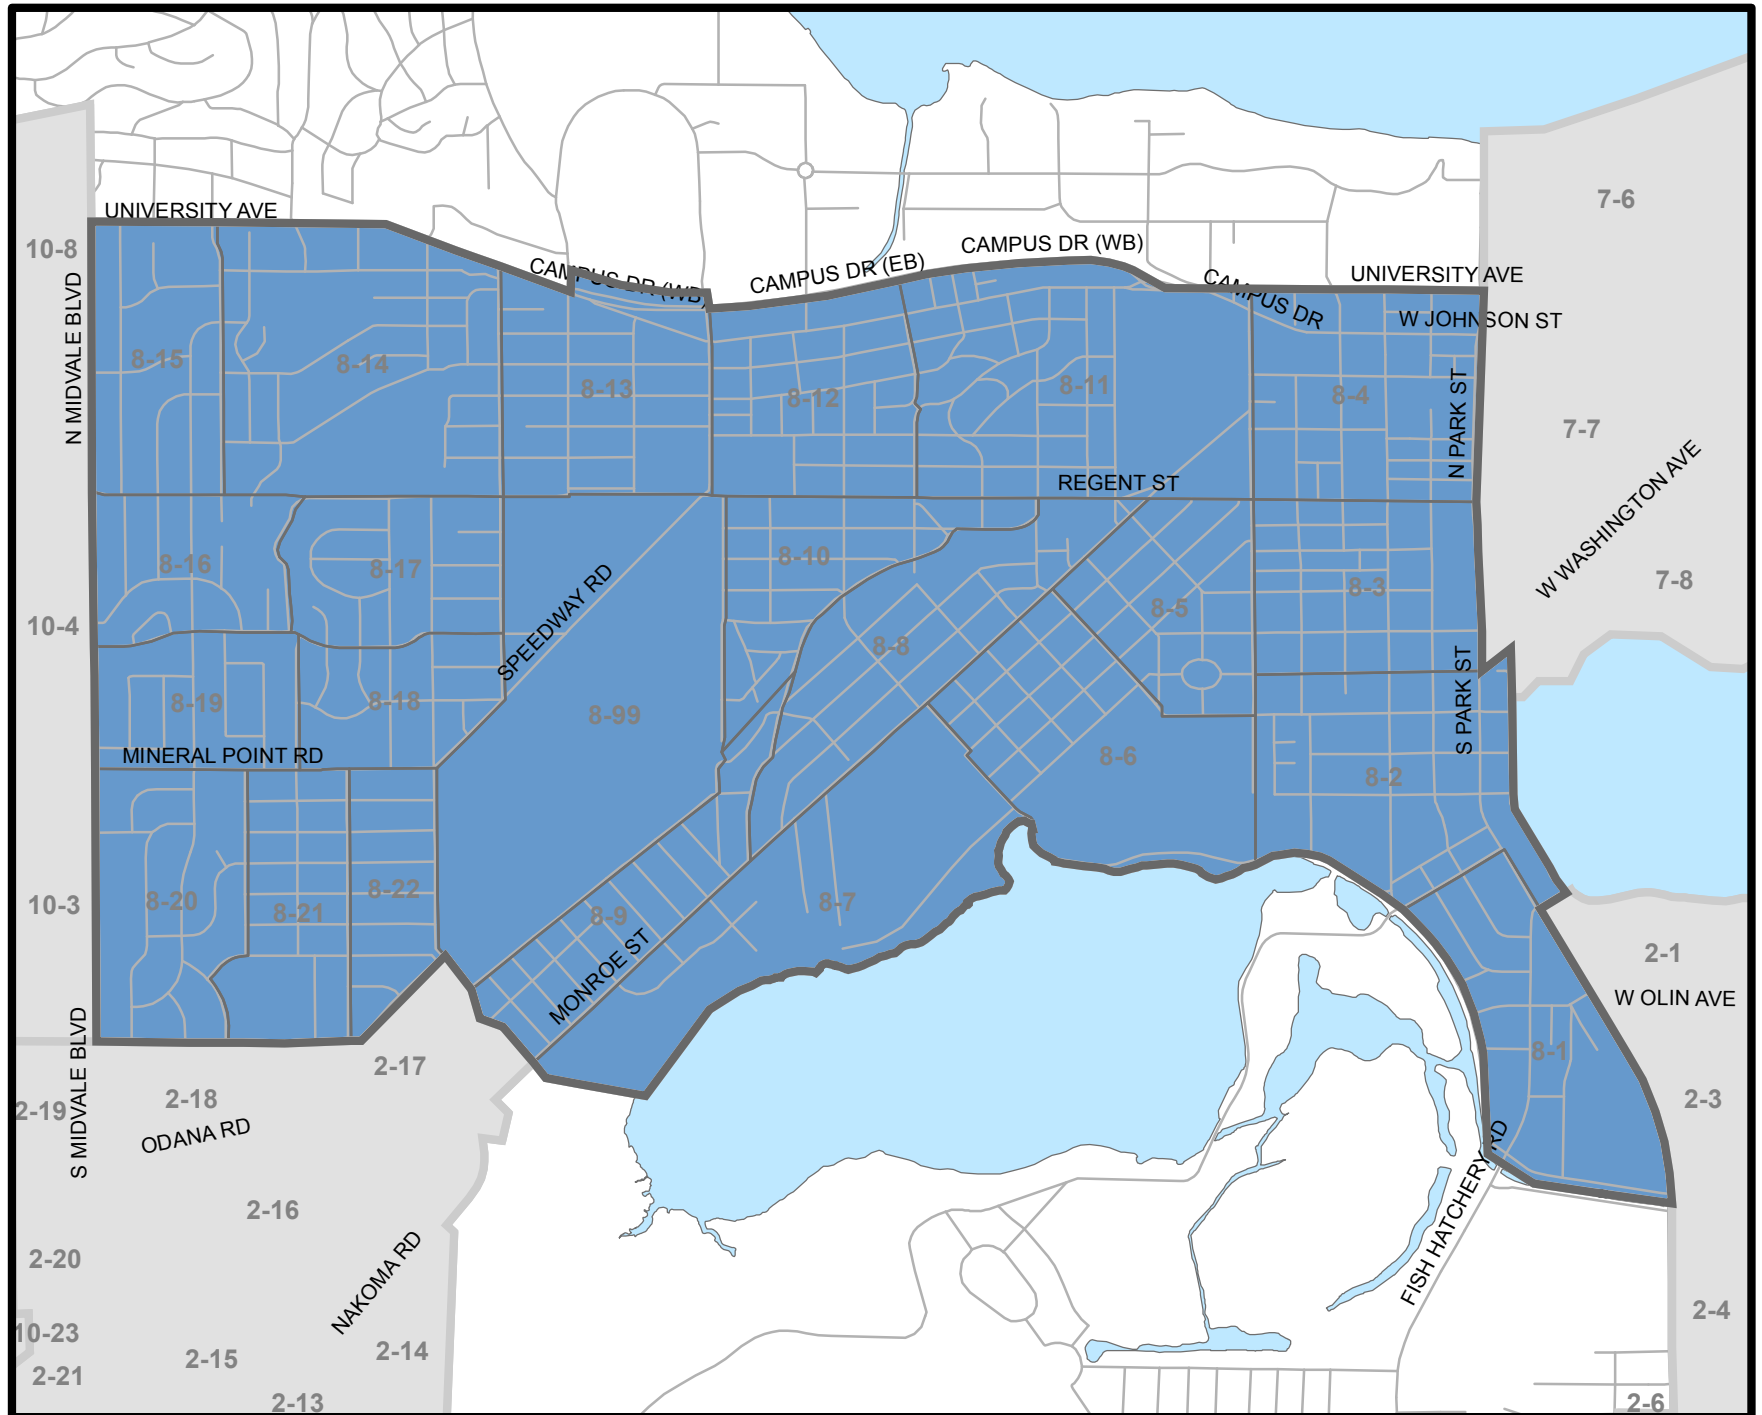 7-6
UNIVERSITY AVE
10-8
CAMPUS DR (WB)
CAMPUS DR (EB)
CAMPUS DR (WB)
UNIVERSITY AVE
CAMPUS DR
W JOHNSON ST
N MIDVALE BLVD
8-15
8-14
8-13
8-12
8-11
8-4
N PARK ST
7-7
REGENT ST
W WASHINGTON AVE
8-16
8-17
8-10
8-3
7-8
8-5
10-4
SPEEDWAY RD
8-8
S PARK ST
8-19
8-18
8-99
MINERAL POINT RD
8-6
8-2
8-20
8-21
8-22
8-9
8-7
10-3
MONROE ST
2-1
W OLIN AVE
S MIDVALE BLVD
8-1
2-17
2-18
2-19
2-3
ODANA RD
2-16
FISH HATCHERY RD
2-20
NAKOMA RD
2-4
10-23
2-15
2-14
2-21
2-13
2-6